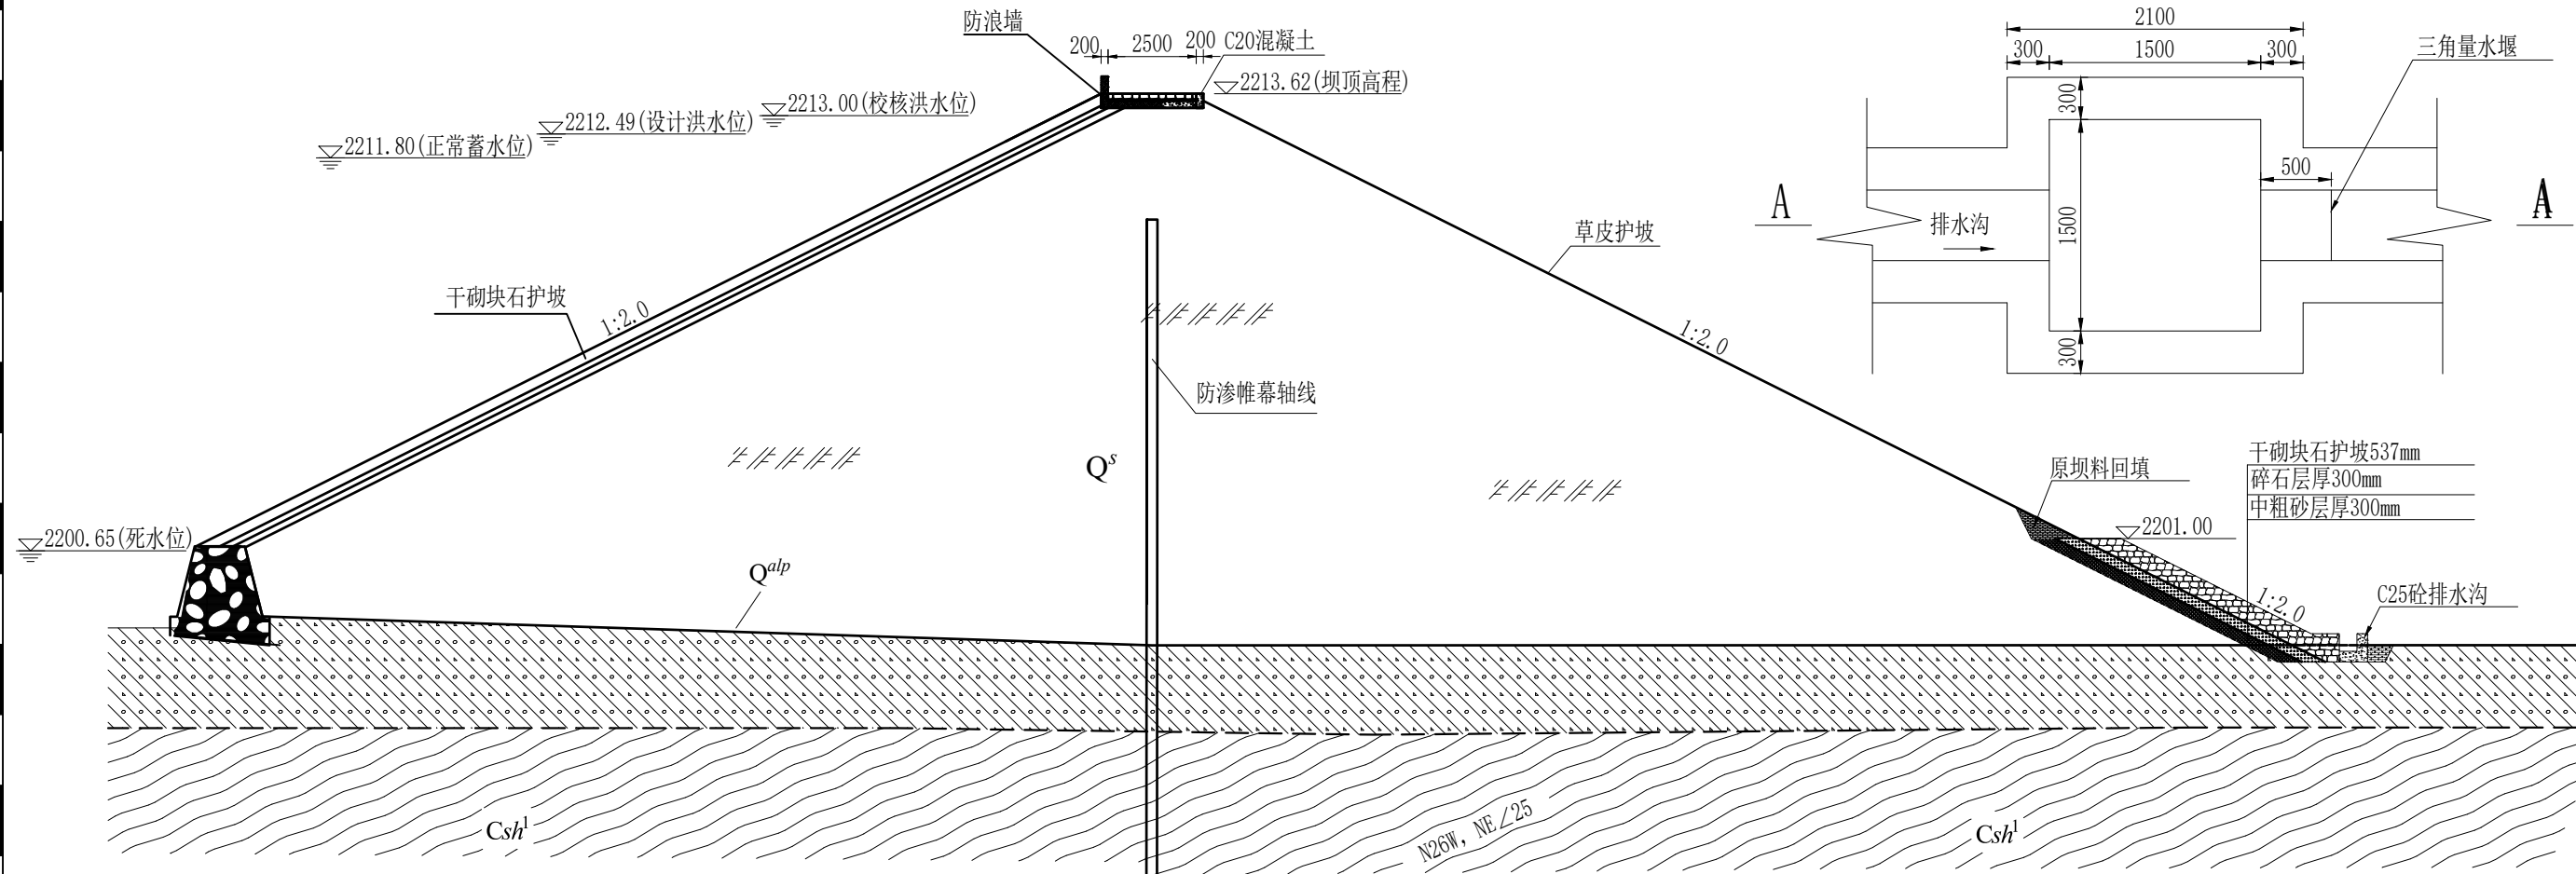 防浪墙
200 2500 200 C20混凝土
2213.62(坝顶高程)
2213.00(校核洪水位)
2212.49(设计洪水位)
2211.80(正常蓄水位)
干砌块石护坡
1:2.0
草皮护坡
1:2.0
防渗帷幕轴线
Qˢ
2200.65(死水位)
Qᵃˡᵖ
原坝料回填
2201.00
干砌块石护坡537mm
碎石层厚300mm
中粗砂层厚300mm
1:2.0
C25砼排水沟
Csh¹
N26W, NE∠25
Csh¹
2100
300 1500 300
三角量水堰
300
500
A A
1500
排水沟
300